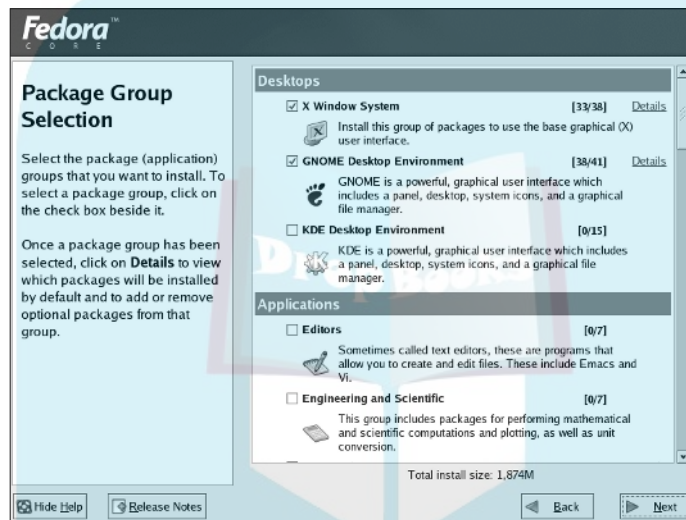 Fedora™
CORE
Package Group
Selection
Select the package (application)
groups that you want to install. To
select a package group, click on
the check box beside it.
Once a package group has been
selected, click on Details to view
which packages will be installed
by default and to add or remove
optional packages from that
group.
Desktops
X Window System [33/38] Details
Install this group of packages to use the base graphical (X)
user interface.
GNOME Desktop Environment [38/41] Details
GNOME is a powerful, graphical user interface which
includes a panel, desktop, system icons, and a graphical
file manager.
KDE Desktop Environment [0/15]
KDE is a powerful, graphical user interface which includes
a panel, desktop, system icons, and a graphical file
manager.
Drop Books
Applications
Editors [0/7]
Sometimes called text editors, these are programs that
allow you to create and edit files. These include Emacs and
Vi.
Engineering and Scientific [0/7]
This group includes packages for performing mathematical
and scientific computations and plotting, as well as unit
conversion.
Total install size: 1,874M
Hide Help
Release Notes
Back
Next